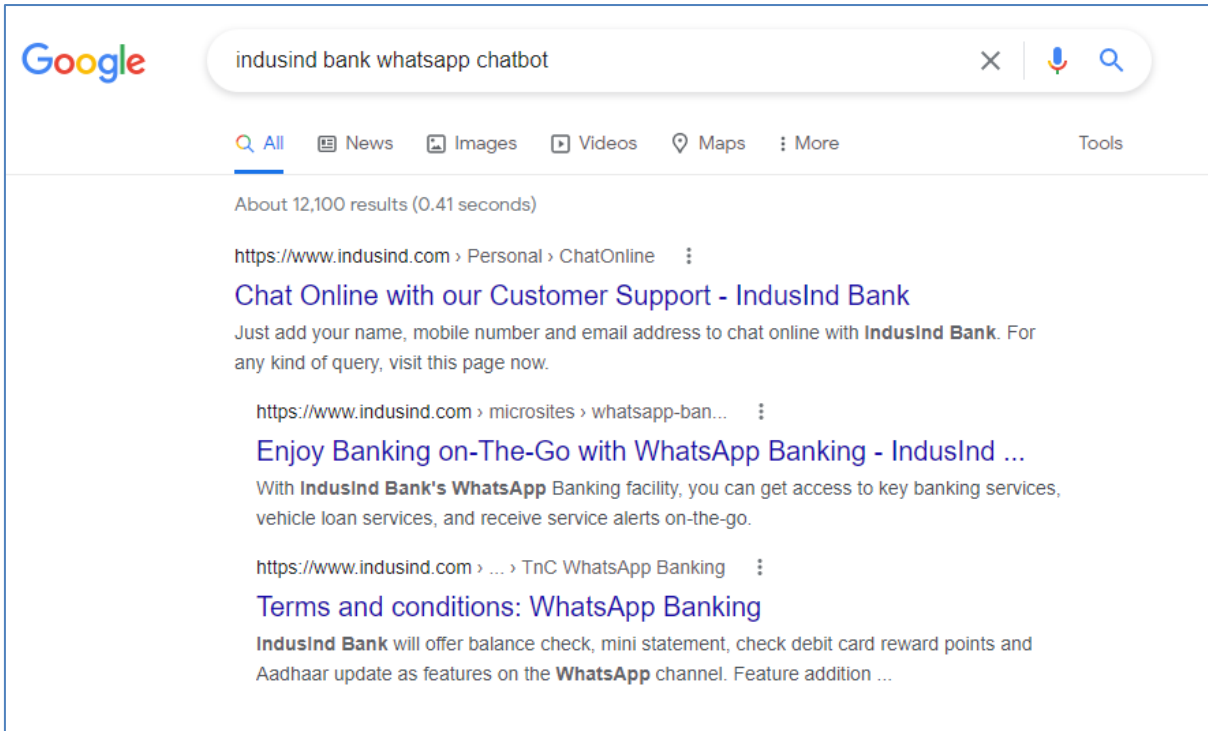 Google
indusind bank whatsapp chatbot
All News Images Videos Maps More Tools
About 12,100 results (0.41 seconds)
https://www.indusind.com › Personal › ChatOnline
Chat Online with our Customer Support - IndusInd Bank
Just add your name, mobile number and email address to chat online with IndusInd Bank. For
any kind of query, visit this page now.
https://www.indusind.com › microsites › whatsapp-ban...
Enjoy Banking on-The-Go with WhatsApp Banking - IndusInd ...
With IndusInd Bank's WhatsApp Banking facility, you can get access to key banking services,
vehicle loan services, and receive service alerts on-the-go.
https://www.indusind.com › ... › TnC WhatsApp Banking
Terms and conditions: WhatsApp Banking
IndusInd Bank will offer balance check, mini statement, check debit card reward points and
Aadhaar update as features on the WhatsApp channel. Feature addition ...